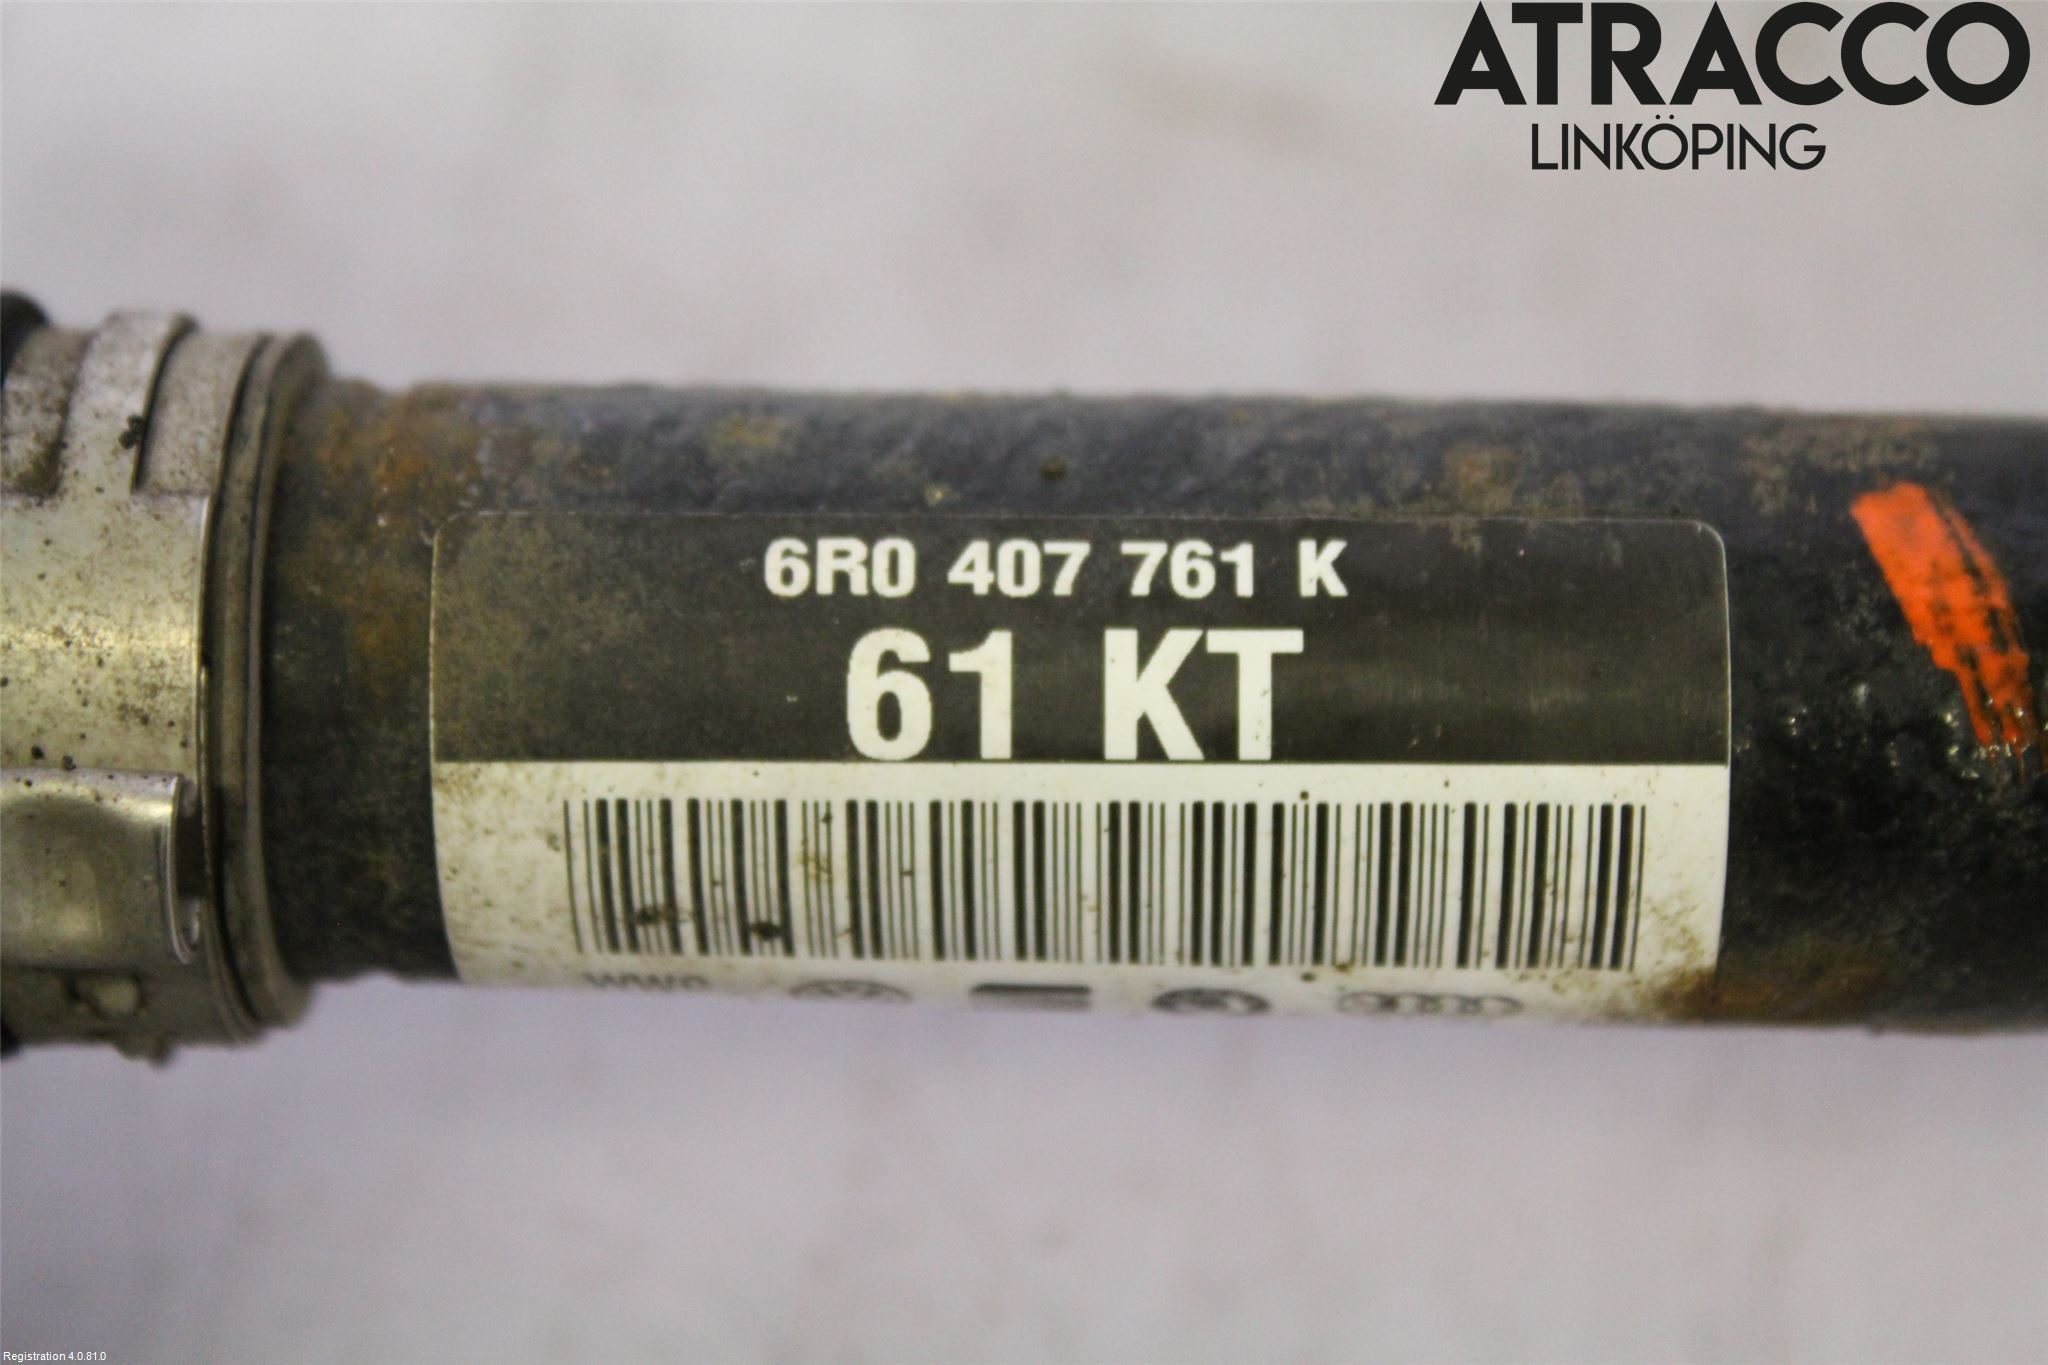 ATRACCO
LINKÖPING
6R0 407 761 K
61 KT
Registration 4.0.81.0